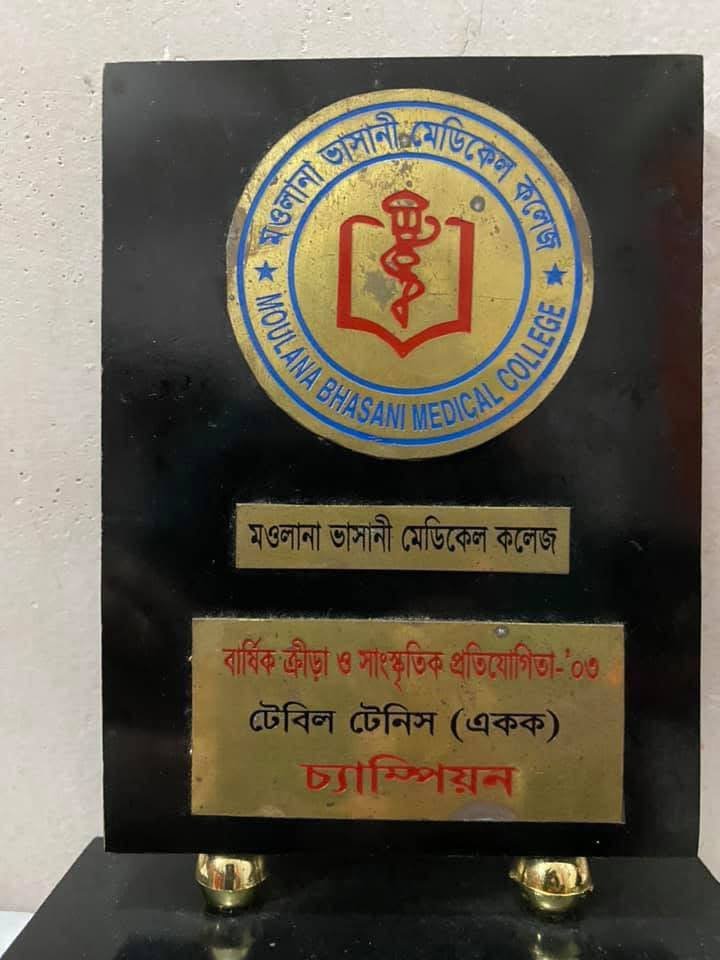 মওলানা ভাসানী মেডিকেল কলেজ
MOULANA BHASANI MEDICAL COLLEGE
মওলানা ভাসানী মেডিকেল কলেজ
বার্ষিক ক্রীড়া ও সাংস্কৃতিক প্রতিযোগিতা-'০৩
টেবিল টেনিস (একক)
চ্যাম্পিয়ন